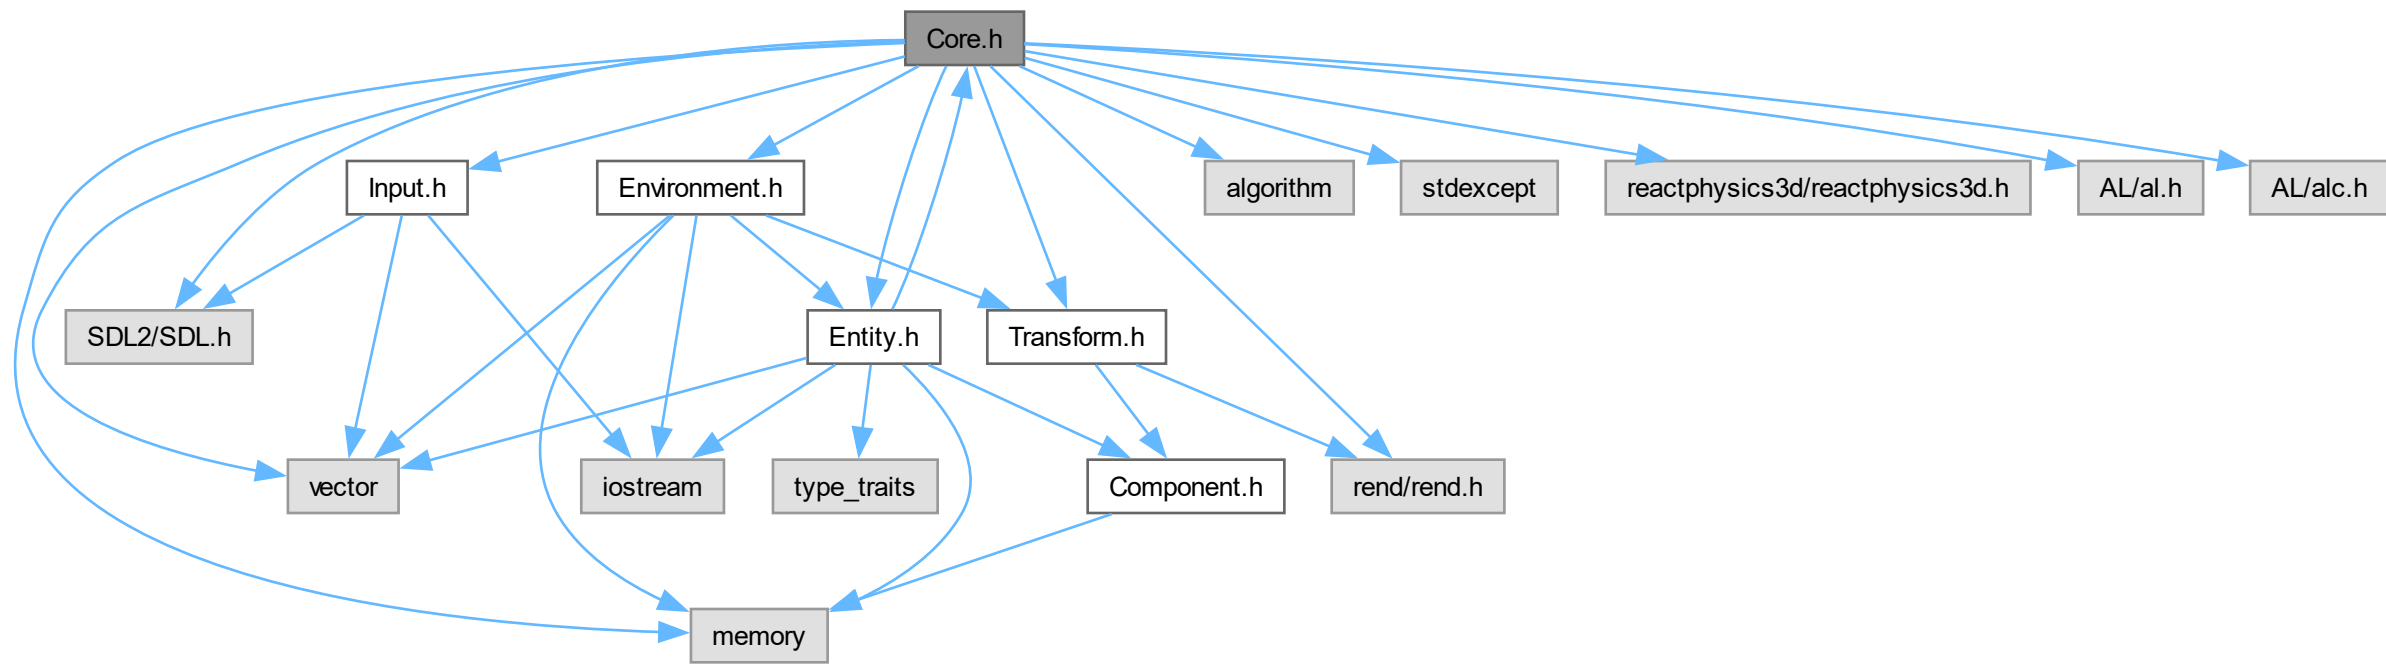 Core.h
Input.h
Environment.h
algorithm
stdexcept
reactphysics3d/reactphysics3d.h
AL/al.h
AL/alc.h
SDL2/SDL.h
Entity.h
Transform.h
vector
iostream
type_traits
Component.h
rend/rend.h
memory